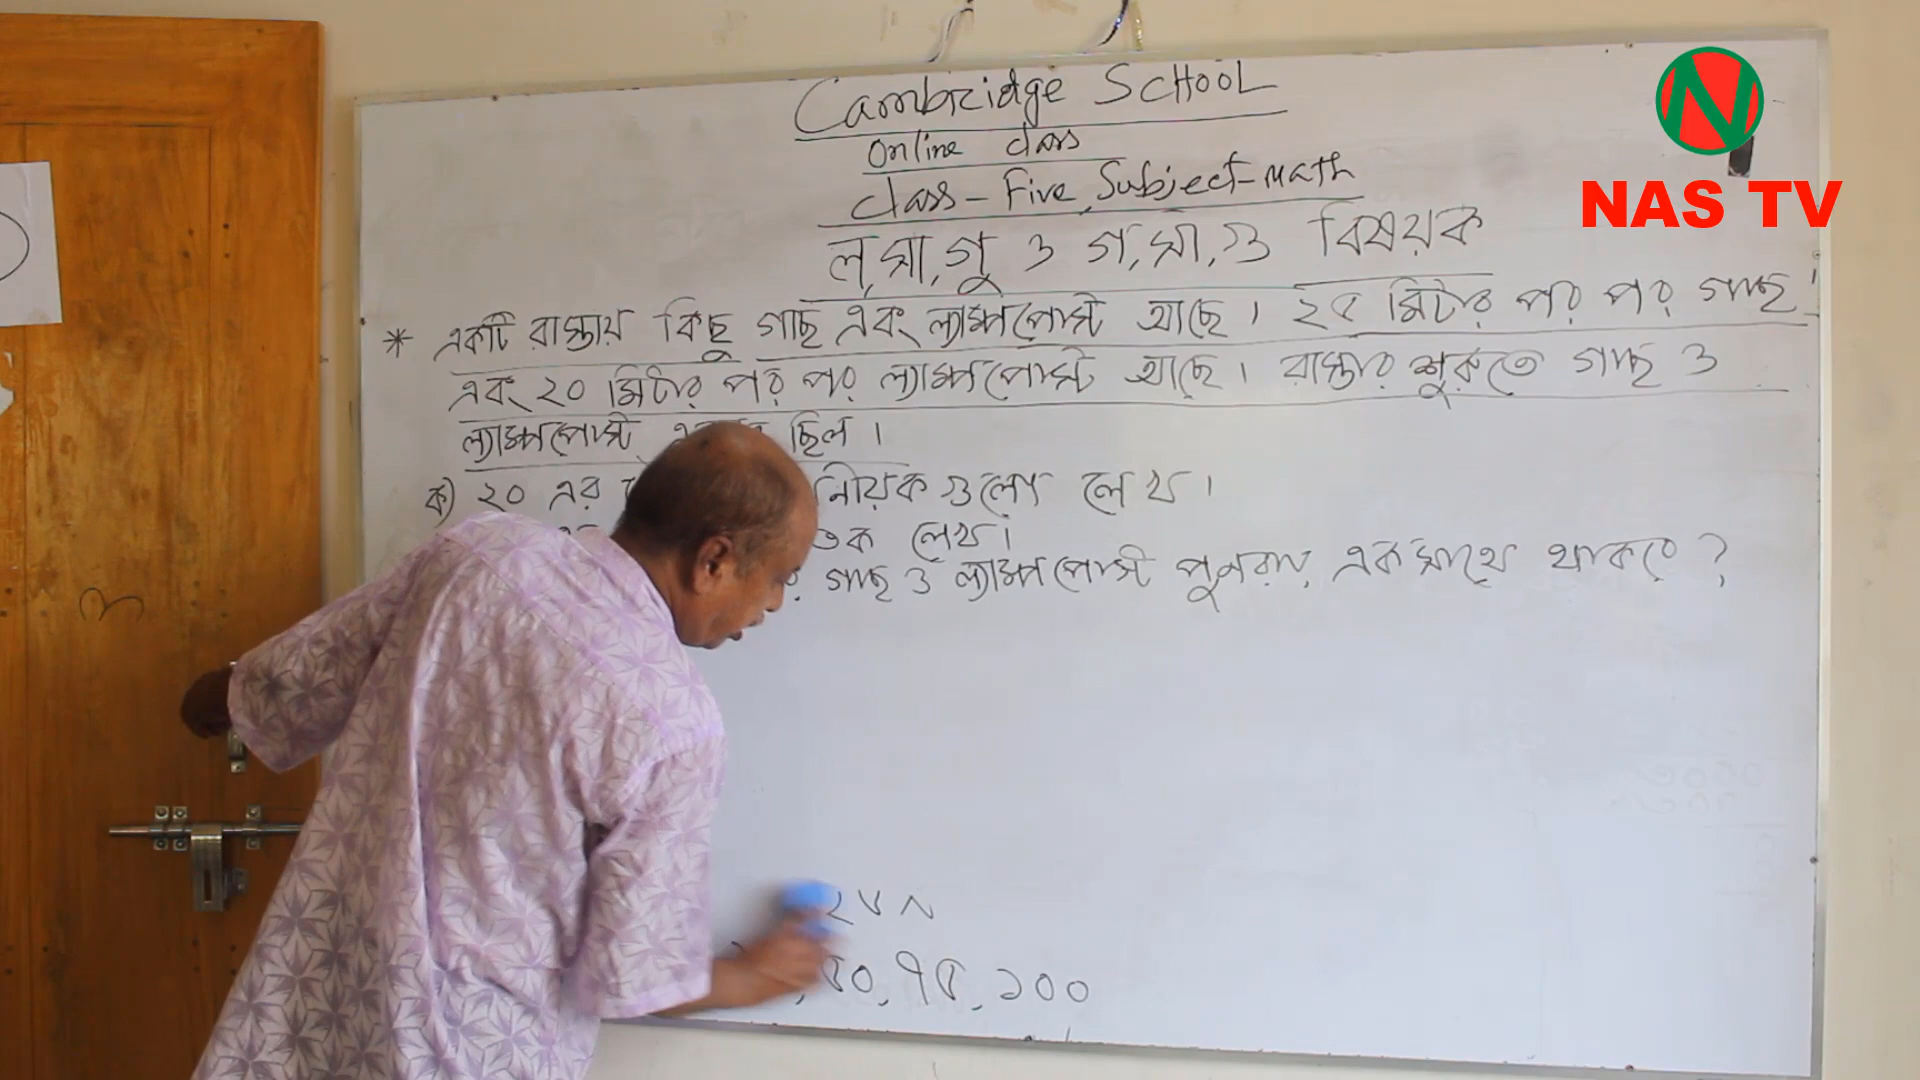 Cambridge SCHOOL
Online class
class - Five, Subject - math
ল,সা,গু ও গ,সা,গু বিষয়ক
* একটি রাস্তায় কিছু গাছ এবং ল্যাম্পপোস্ট আছে। ২৫ মিটার পর পর গাছ
এবং ২০ মিটার পর পর ল্যাম্পপোস্ট আছে। রাস্তার শুরুতে গাছ ও
ল্যাম্পপোস্ট ছিল।
ক) ২০ এর নীয়ক গুলো লেখ।
তক লেখ।
গাছ ও ল্যাম্পপোস্ট পুনরায় একসাথে থাকবে?
৫০, ৭৫, ১০০
NAS TV